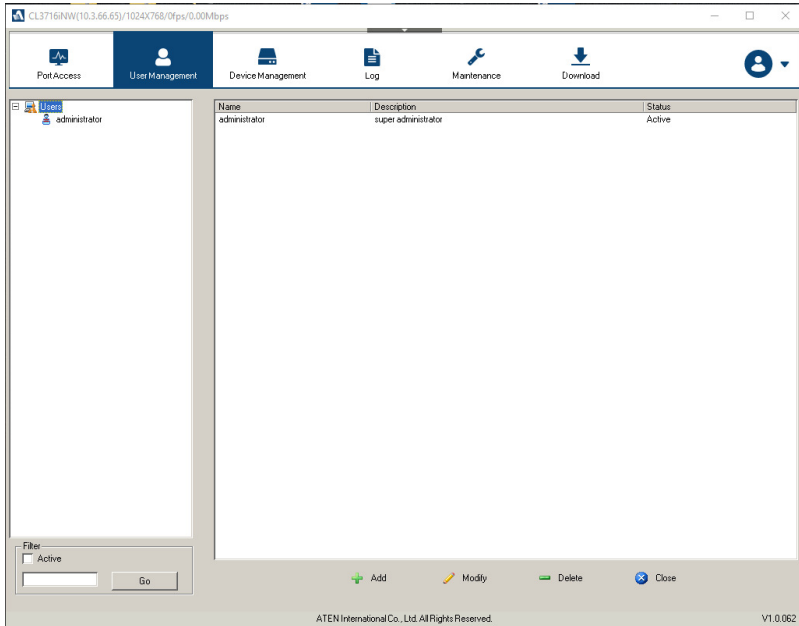 CL3716iNW(10.3.66.65)/1024X768/0fps/0.00Mbps
PortAccess User Management Device Management Log Maintenance Download
Users
administrator
Name Description Status
administrator super administrator Active
Filter
Active
Go
Add Modify Delete Close
ATEN International Co., Ltd. All Rights Reserved. V1.0.062